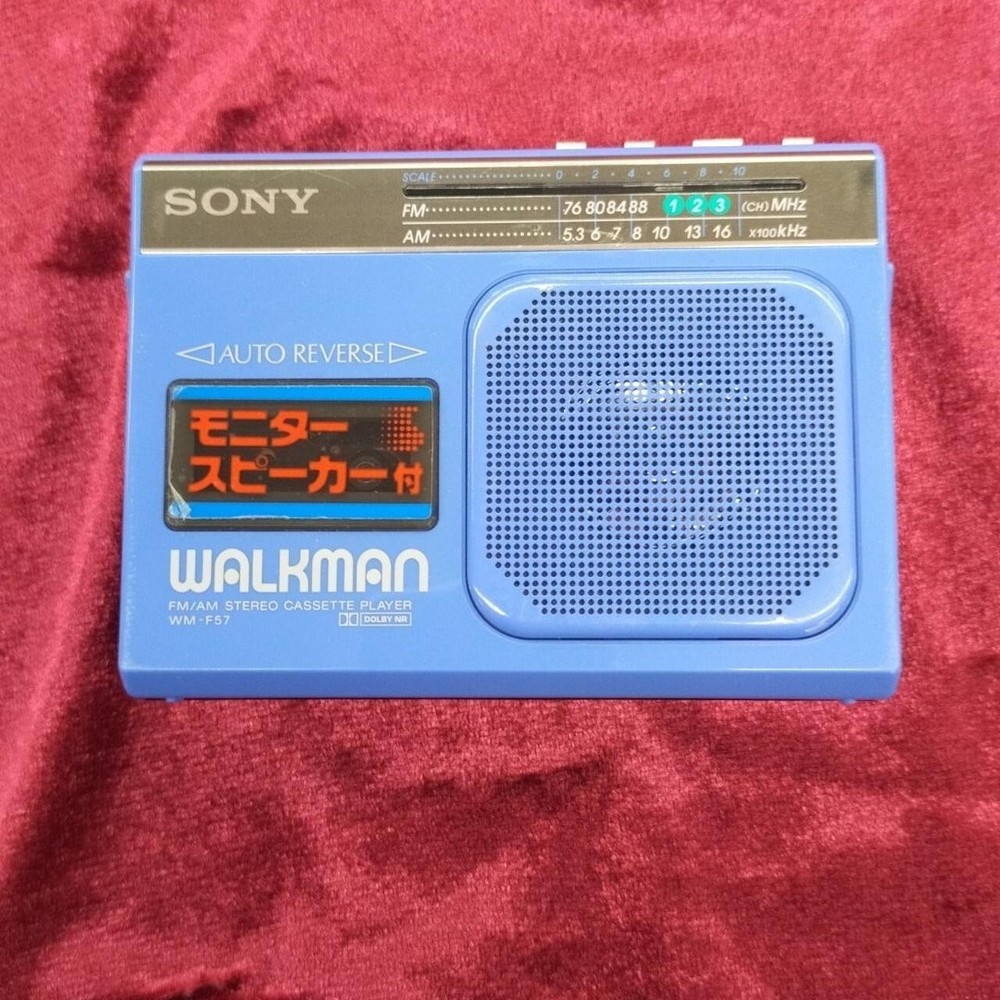 SCALE 0 2 4 6 8 10
SONY
FM 76 80 84 88 1 2 3 (CH) MHz
AM 5.3 6 7 8 10 13 16 X100kHz
AUTO REVERSE
モニター
スピーカー付
WALKMAN
FM/AM STEREO CASSETTE PLAYER
WM-F57 DOLBY NR